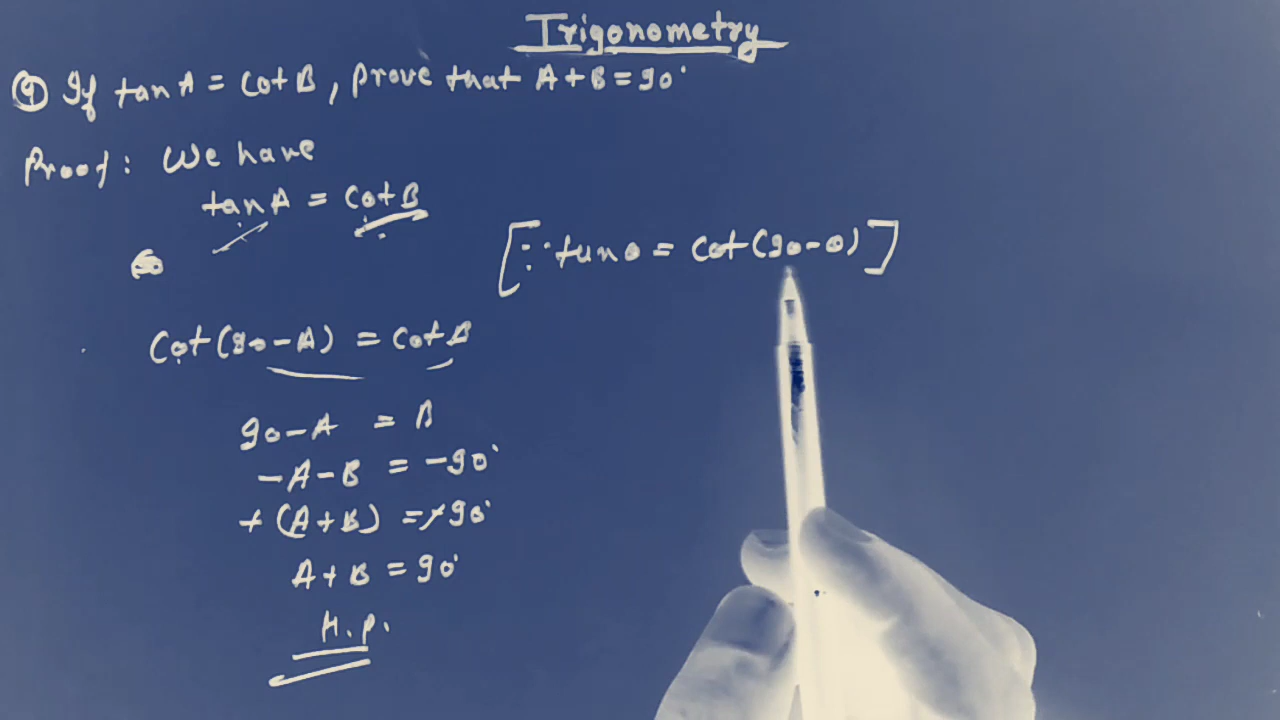 Trigonometry
Q If tan A = Cot B, prove that A + B = 90°
Proof: We have
tan A = Cot B
[∵ tan θ = Cot (90 - θ)]
Cot (90 - A) = Cot B
90 - A = B
- A - B = - 90°
+ (A + B) = + 90°
A + B = 90°
H.P.